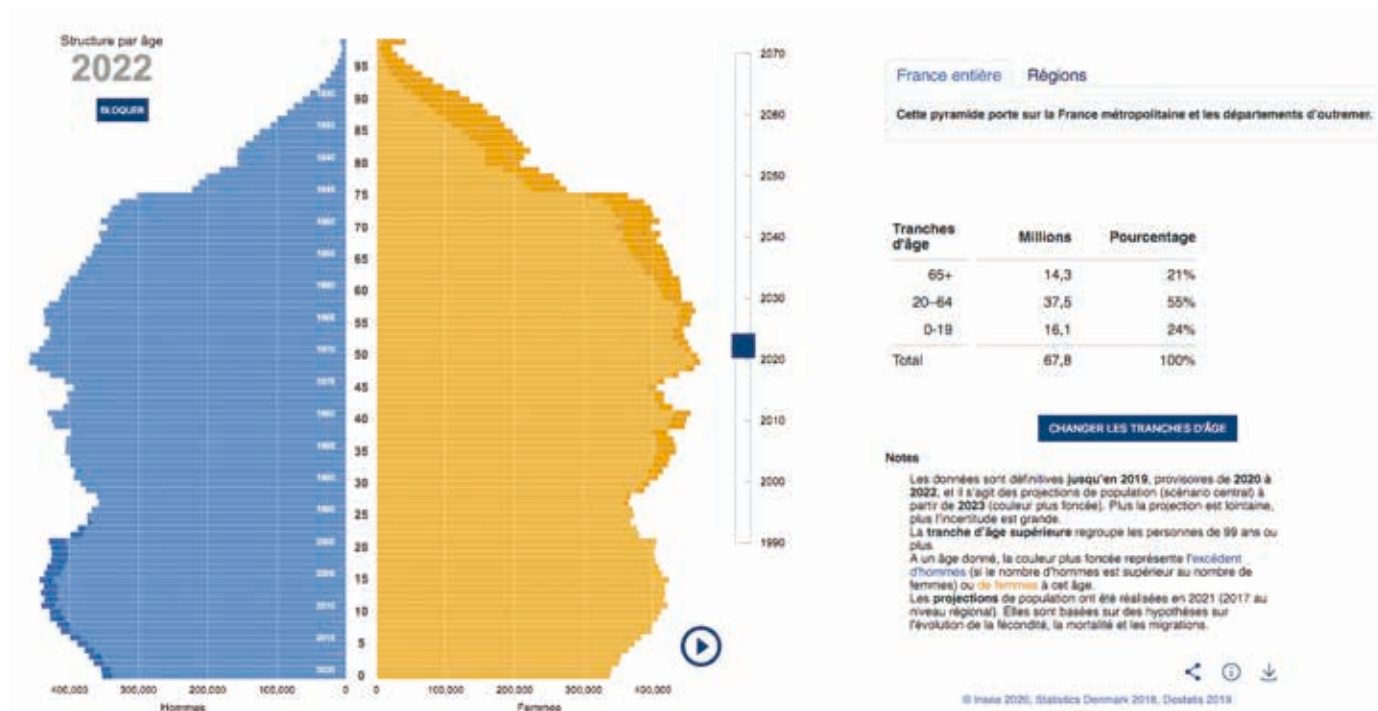 Structure par âge
2022
BLOQUER
95
90
85
80
75
70
65
60
55
50
45
40
35
30
25
20
15
10
5
0
400,000 300,000 200,000 100,000 0
0 100,000 200,000 300,000 400,000
Hommes
Femmes
2070
2060
2050
2040
2030
2020
2010
2000
1990
France entière Régions
Cette pyramide porte sur la France métropolitaine et les départements d'outremer.
Tranches
d'âge Millions Pourcentage
65+ 14,3 21%
20–64 37,5 55%
0-19 16,1 24%
Total 67,8 100%
CHANGER LES TRANCHES D'ÂGE
Notes
Les données sont définitives jusqu'en 2019, provisoires de 2020 à
2022, et il s'agit des projections de population (scénario central) à
partir de 2023 (couleur plus foncée). Plus la projection est lointaine,
plus l'incertitude est grande.
La tranche d'âge supérieure regroupe les personnes de 99 ans ou
plus.
A un âge donné, la couleur plus foncée représente l'excédent
d'hommes (si le nombre d'hommes est supérieur au nombre de
femmes) ou de femmes à cet âge.
Les projections de population ont été réalisées en 2021 (2017 au
niveau régional). Elles sont basées sur des hypothèses sur
l'évolution de la fécondité, la mortalité et les migrations.
© Insee 2020, Statistics Denmark 2018, Destatis 2019